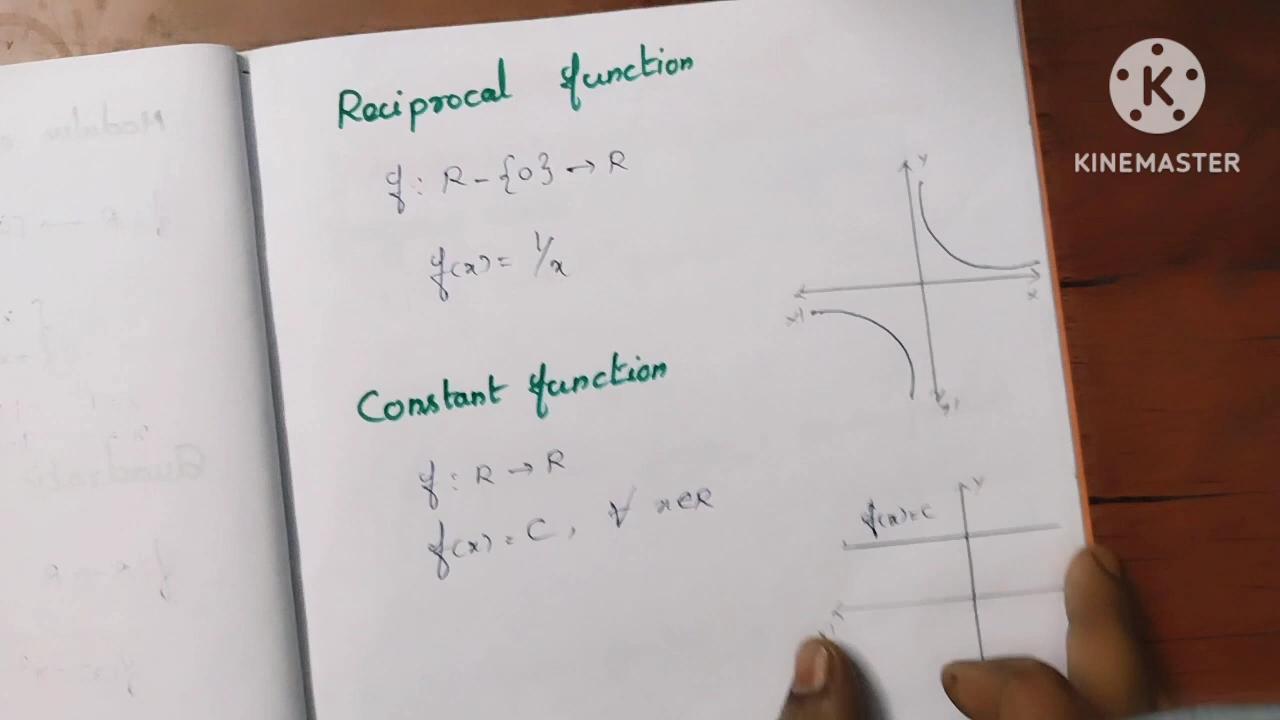 Reciprocal function
f : R - {0} → R
f(x) = 1/x
Y
X
X'
Y'
Constant function
f : R → R
f(x) = C, ∀ x ∈ R
Y
f(x) = C
X'
K
KINEMASTER